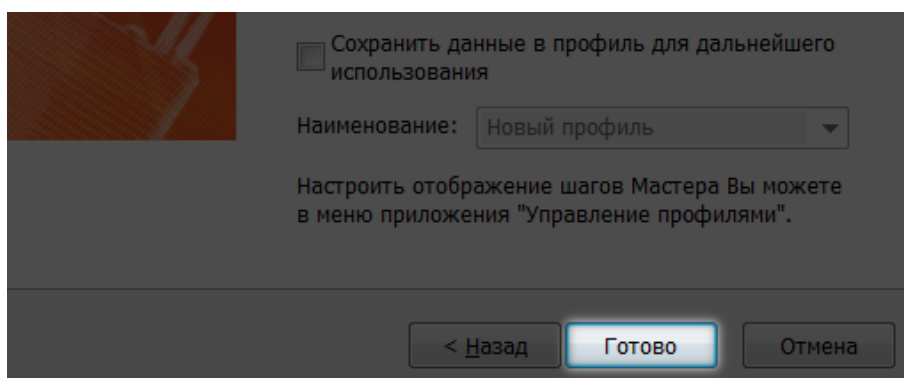 Сохранить данные в профиль для дальнейшего
использования
Наименование: Новый профиль
Настроить отображение шагов Мастера Вы можете
в меню приложения "Управление профилями".
< Назад Готово Отмена